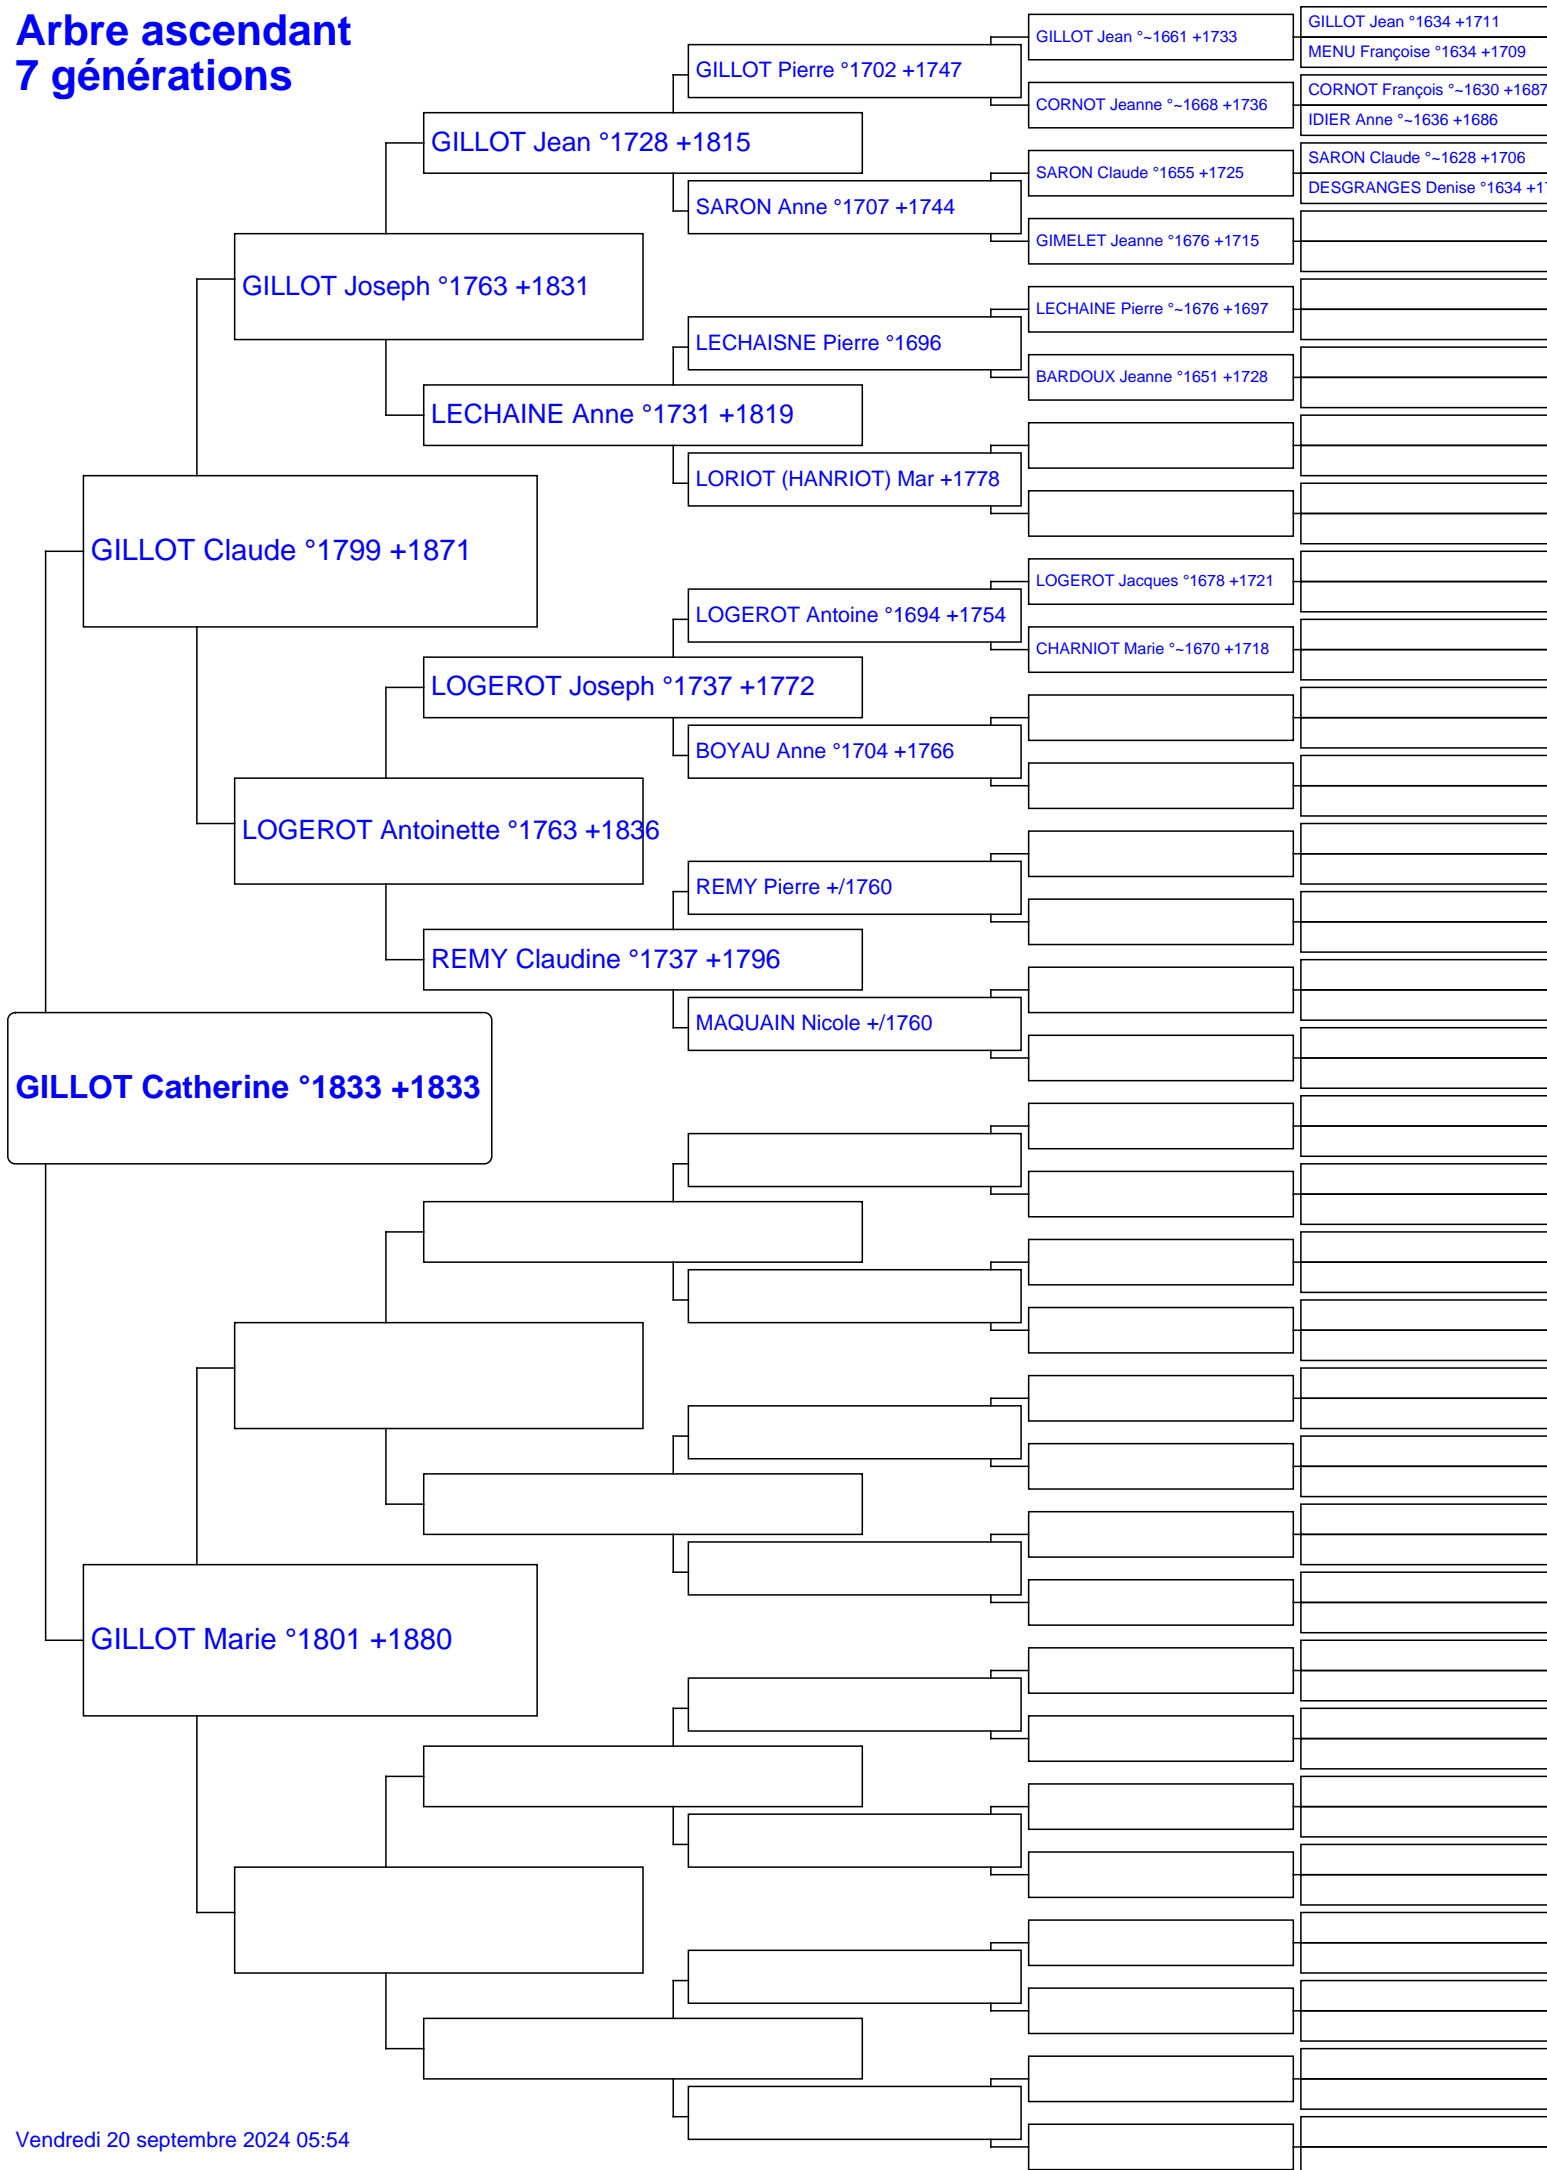 Arbre ascendant
7 générations
GILLOT Catherine °1833 +1833
GILLOT Claude °1799 +1871
GILLOT Marie °1801 +1880
GILLOT Joseph °1763 +1831
LOGEROT Antoinette °1763 +1836
GILLOT Jean °1728 +1815
LECHAINE Anne °1731 +1819
LOGEROT Joseph °1737 +1772
REMY Claudine °1737 +1796
GILLOT Pierre °1702 +1747
SARON Anne °1707 +1744
LECHAISNE Pierre °1696
LORIOT (HANRIOT) Mar +1778
LOGEROT Antoine °1694 +1754
BOYAU Anne °1704 +1766
REMY Pierre +/1760
MAQUAIN Nicole +/1760
GILLOT Jean °~1661 +1733
CORNOT Jeanne °~1668 +1736
SARON Claude °1655 +1725
GIMELET Jeanne °1676 +1715
LECHAINE Pierre °~1676 +1697
BARDOUX Jeanne °1651 +1728
LOGEROT Jacques °1678 +1721
CHARNIOT Marie °~1670 +1718
GILLOT Jean °1634 +1711
MENU Françoise °1634 +1709
CORNOT François °~1630 +1687
IDIER Anne °~1636 +1686
SARON Claude °~1628 +1706
DESGRANGES Denise °1634
Vendredi 20 septembre 2024 05:54